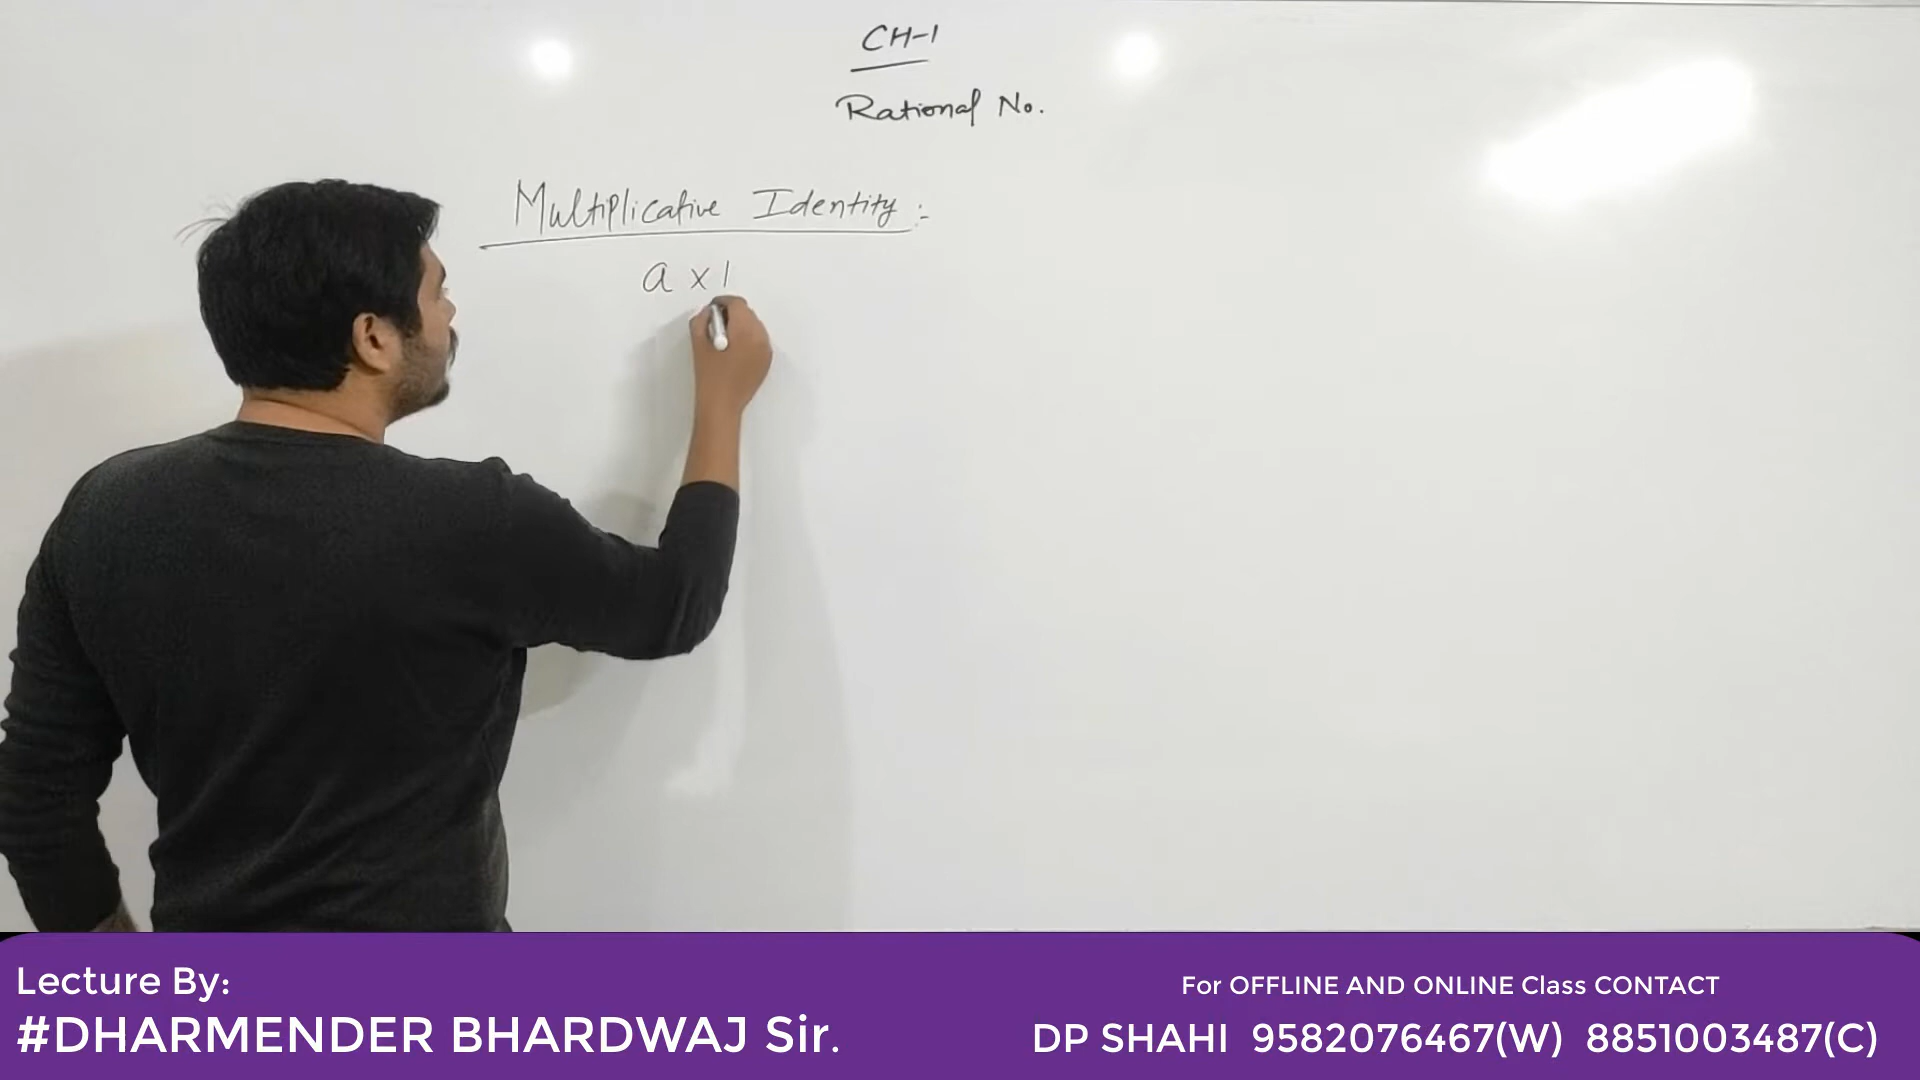 CH-1
Rational No.
Multiplicative Identity :-
a x 1
Lecture By:
#DHARMENDER BHARDWAJ Sir.
For OFFLINE AND ONLINE Class CONTACT
DP SHAHI 9582076467(W) 8851003487(C)